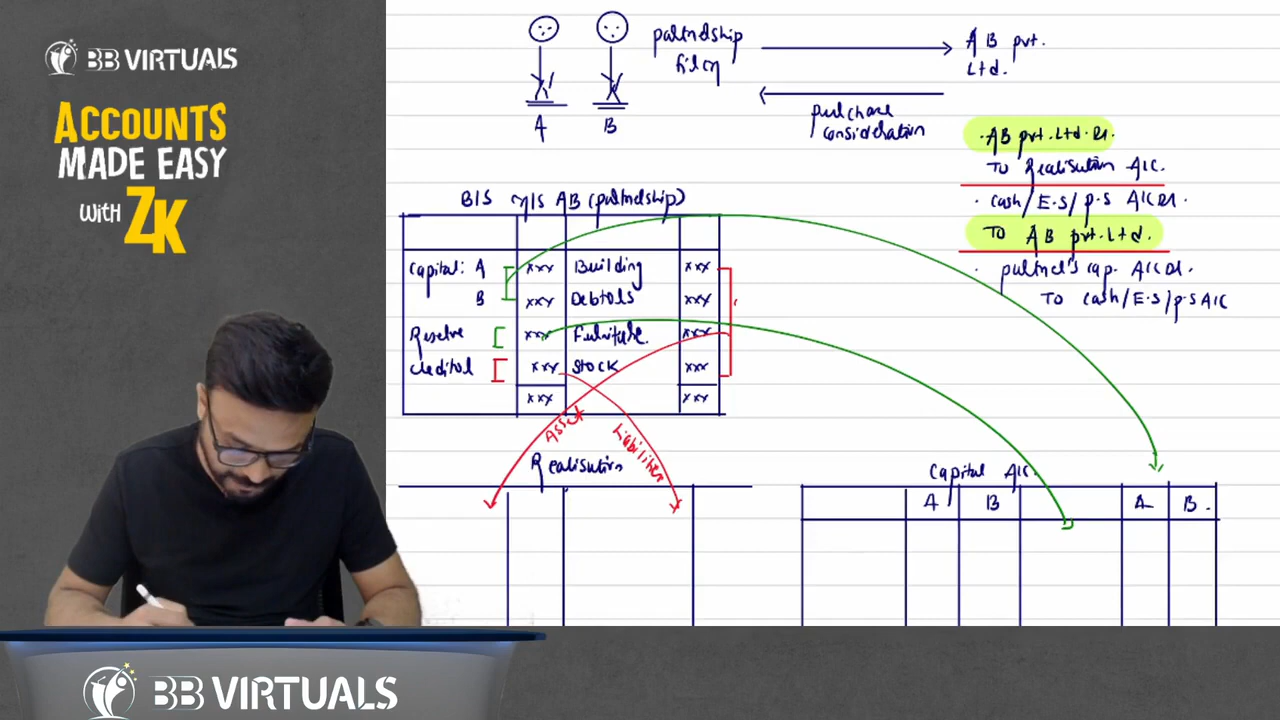 BB VIRTUALS
ACCOUNTS
MADE EASY
WITH ZK
partnership
firm
A B pvt.
Ltd.
purchase
consideration
A B
AB pvt. Ltd. Dr.
To Realisation A/C.
cash/E.S/p.s A/C Dr.
To AB pvt. Ltd.
partner's cap. A/C Dr.
To cash/E.S/p.s A/C
B/S M/S AB (partnership)
Capital: A xxx Building xxx
B xxx Debtors xxx
Reserve xxx Furniture. xxx
creditor xxx Stock xxx
xxx xxx
Asset Liabilities
Realisation
Capital A/C.
A B A B.
BB VIRTUALS